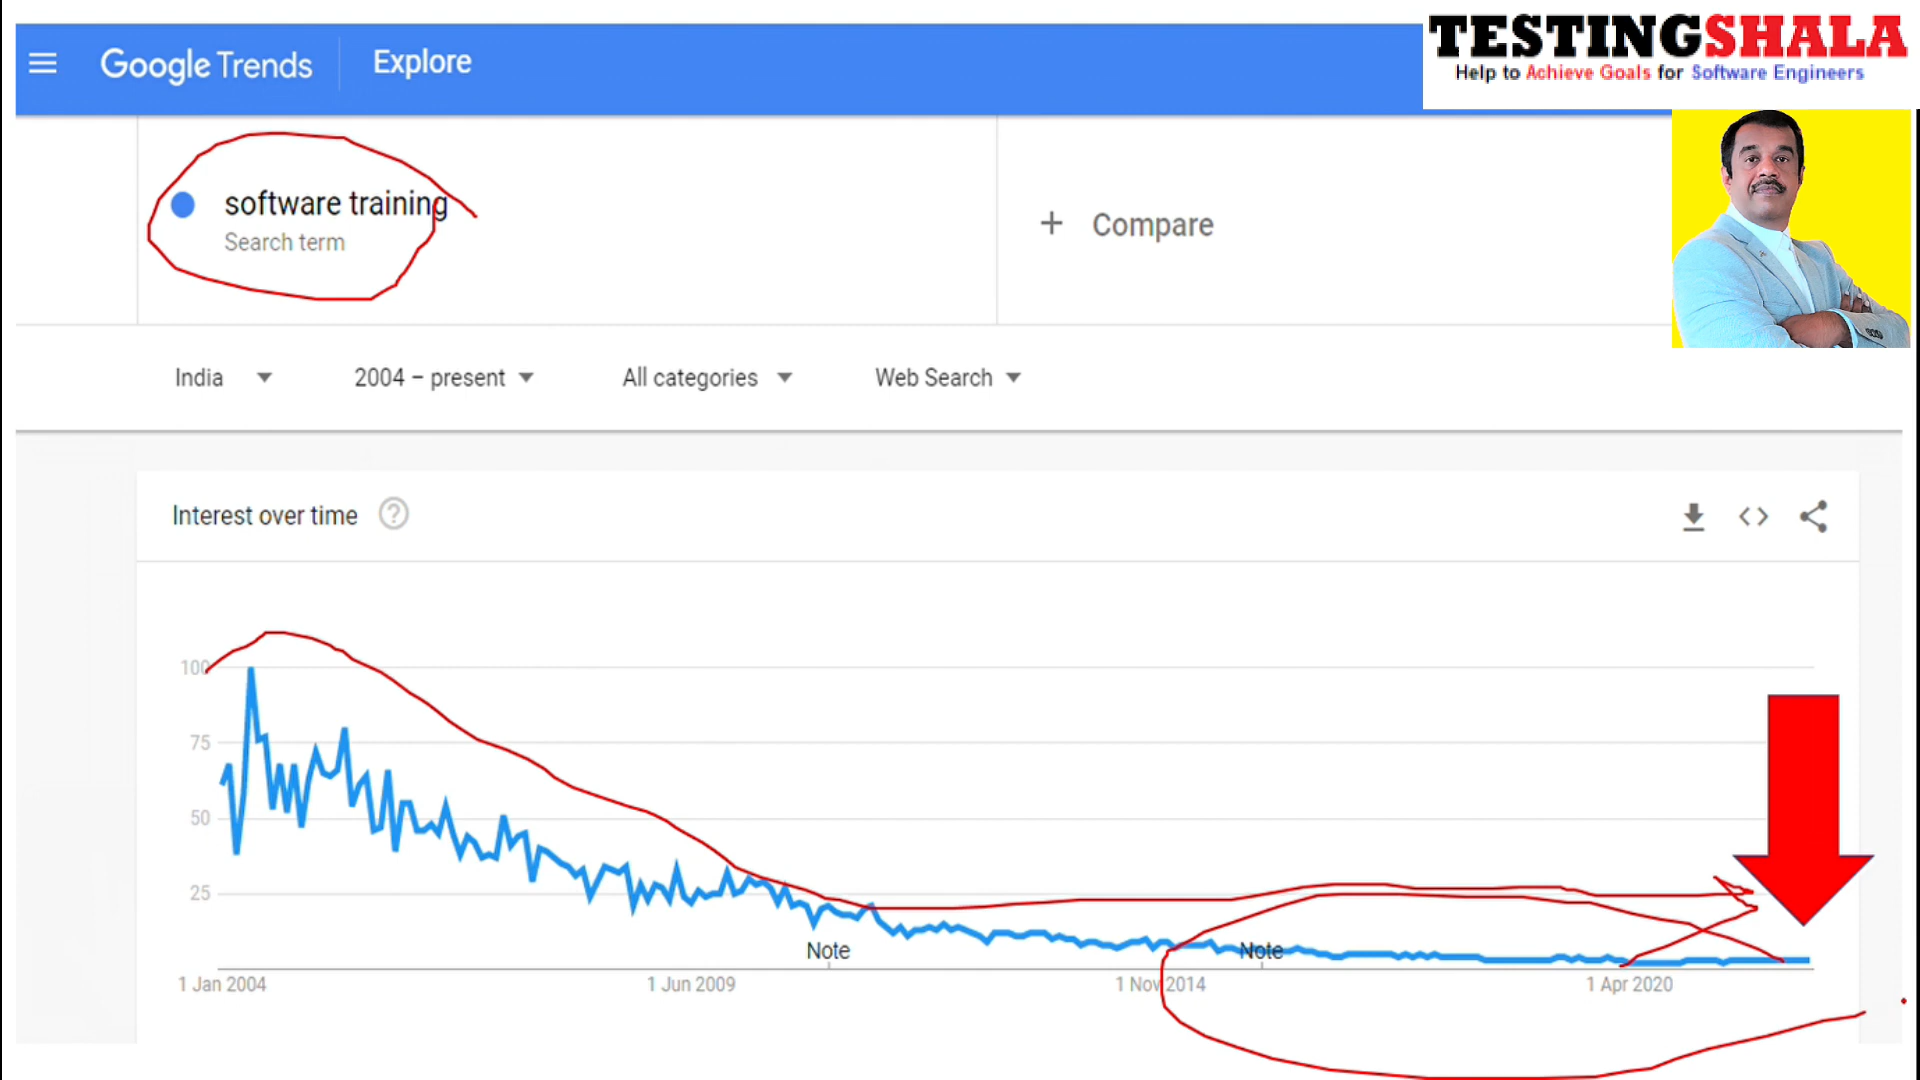 Google Trends
Explore
TESTINGSHALA
Help to Achieve Goals for Software Engineers
software training
Search term
+ Compare
India
2004 – present
All categories
Web Search
Interest over time ?
100
75
50
25
Note
Note
1 Jan 2004
1 Jun 2009
1 Nov 2014
1 Apr 2020